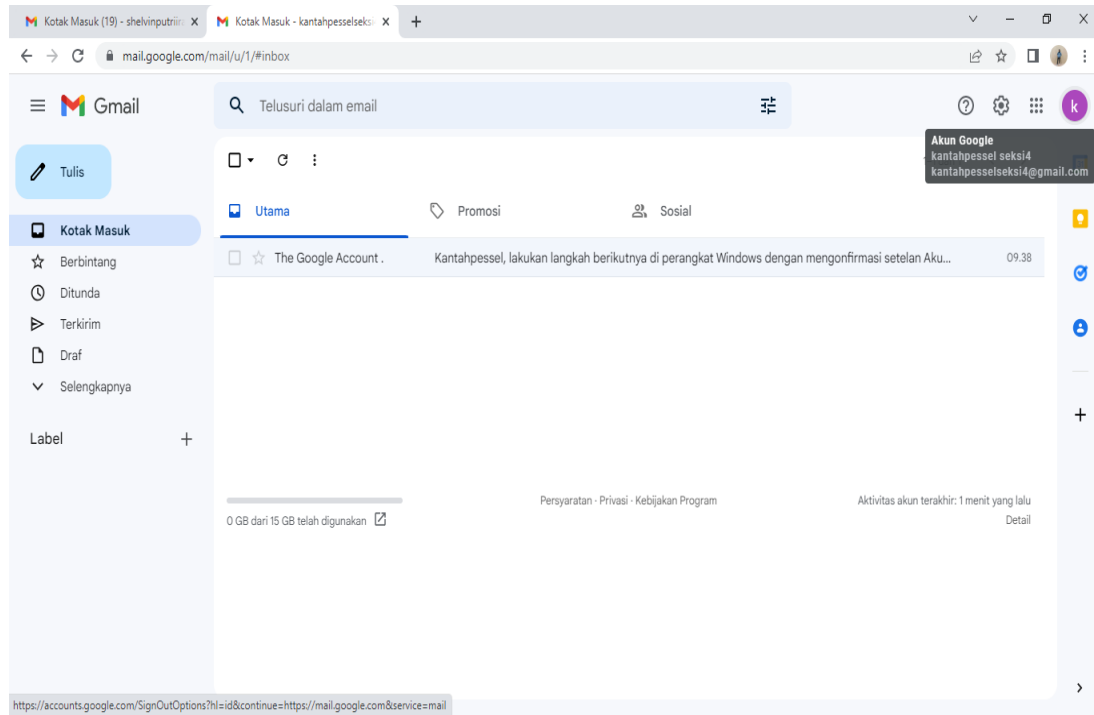 Kotak Masuk (19) - shelvinputriir
Kotak Masuk - kantahpesselseksi
mail.google.com/mail/u/1/#inbox
Gmail
Telusuri dalam email
k
Akun Google
kantahpessel seksi4
kantahpesselseksi4@gmail.com
Tulis
Utama
Promosi
Sosial
Kotak Masuk
The Google Account .
Kantahpessel, lakukan langkah berikutnya di perangkat Windows dengan mengonfirmasi setelan Aku...
09.38
Berbintang
Ditunda
Terkirim
Draf
Selengkapnya
Label
0 GB dari 15 GB telah digunakan
Persyaratan · Privasi · Kebijakan Program
Aktivitas akun terakhir: 1 menit yang lalu
Detail
https://accounts.google.com/SignOutOptions?hl=id&continue=https://mail.google.com&service=mail